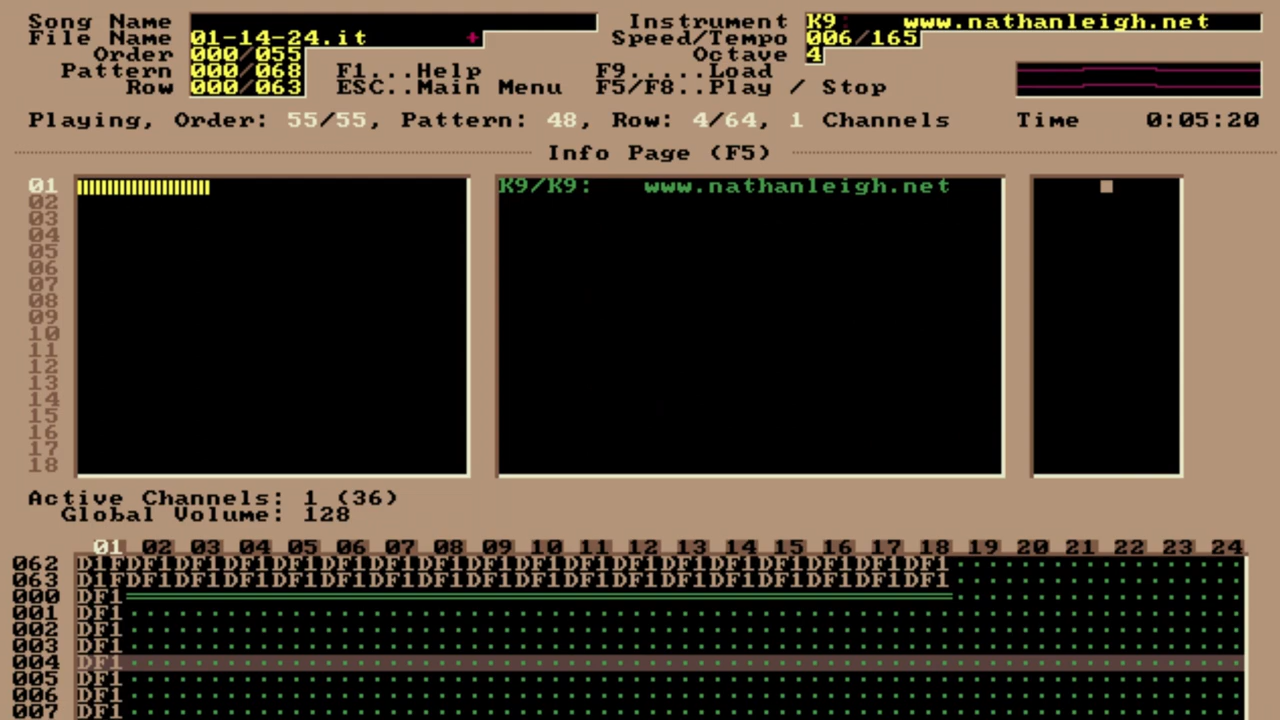 Song Name
File Name 01-14-24.it +
Order 000/055
Pattern 000/068
Row 000/063
Instrument K9: www.nathanleigh.net
Speed/Tempo 006/165
Octave 4
F1...Help F9.....Load
ESC..Main Menu F5/F8..Play / Stop
Playing, Order: 55/55, Pattern: 48, Row: 4/64, 1 Channels Time 0:05:20
Info Page (F5)
01 K9/K9: www.nathanleigh.net
02
03
04
05
06
07
08
09
10
11
12
13
14
15
16
17
18
Active Channels: 1 (36)
Global Volume: 128
01 02 03 04 05 06 07 08 09 10 11 12 13 14 15 16 17 18 19 20 21 22 23 24
062 D1FDF1DF1DF1DF1DF1DF1DF1DF1DF1DF1DF1DF1DF1DF1DF1DF1DF1
063 D1FDF1DF1DF1DF1DF1DF1DF1DF1DF1DF1DF1DF1DF1DF1DF1DF1DF1
000 DF1
001 DF1
002 DF1
003 DF1
004 DF1
005 DF1
006 DF1
007 DF1